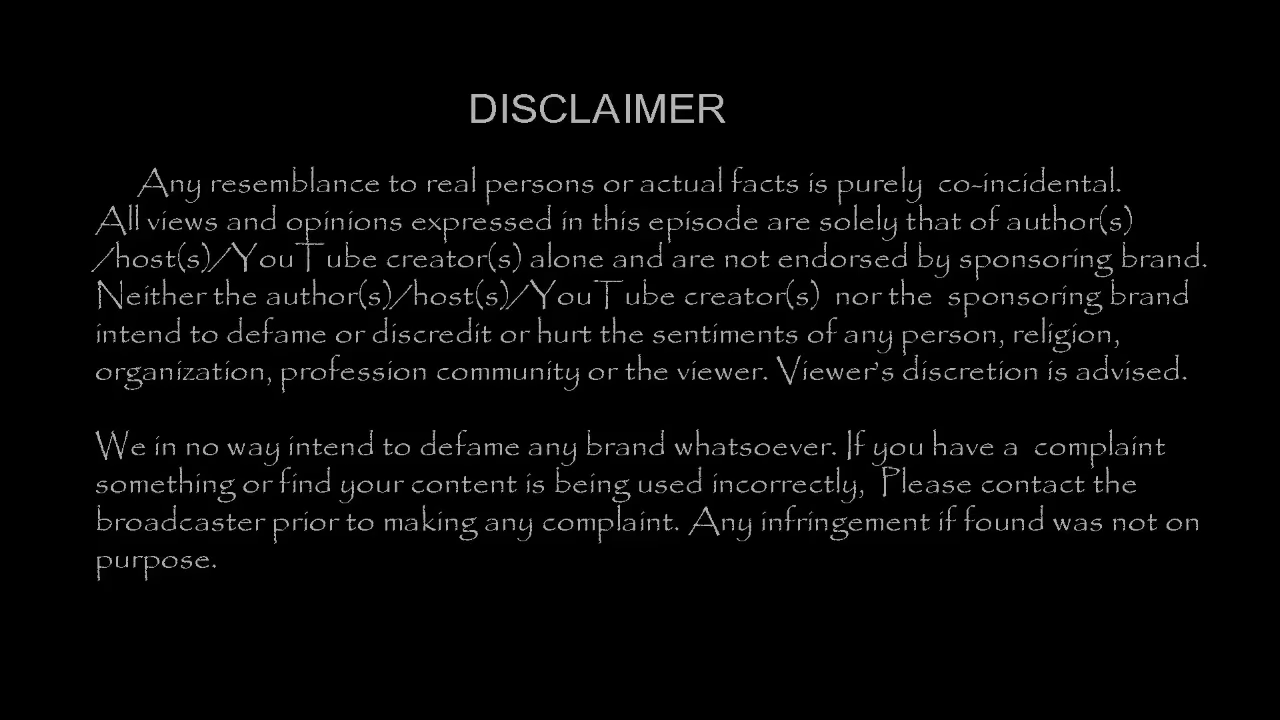 DISCLAIMER
Any resemblance to real persons or actual facts is purely co-incidental.
All views and opinions expressed in this episode are solely that of author(s)
/host(s)/YouTube creator(s) alone and are not endorsed by sponsoring brand.
Neither the author(s)/host(s)/YouTube creator(s) nor the sponsoring brand
intend to defame or discredit or hurt the sentiments of any person, religion,
organization, profession community or the viewer. Viewer's discretion is advised.
We in no way intend to defame any brand whatsoever. If you have a complaint
something or find your content is being used incorrectly, Please contact the
broadcaster prior to making any complaint. Any infringement if found was not on
purpose.